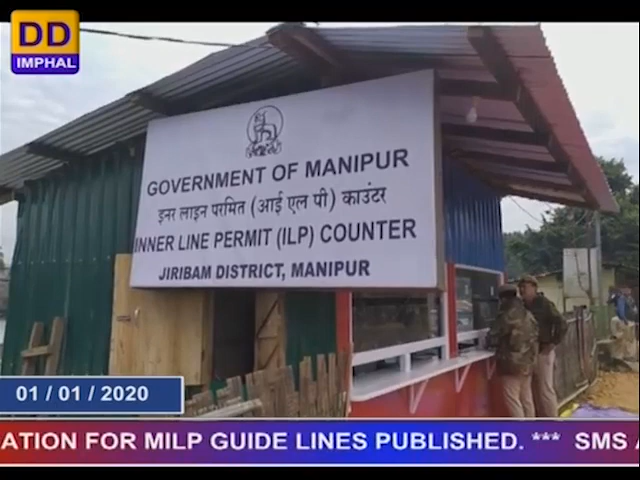 DD
IMPHAL
GOVERNMENT OF MANIPUR
इनर लाइन परमित (आई एल पी) काउंटर
INNER LINE PERMIT (ILP) COUNTER
JIRIBAM DISTRICT, MANIPUR
01 / 01 / 2020
ATION FOR MILP GUIDE LINES PUBLISHED. *** SMS A